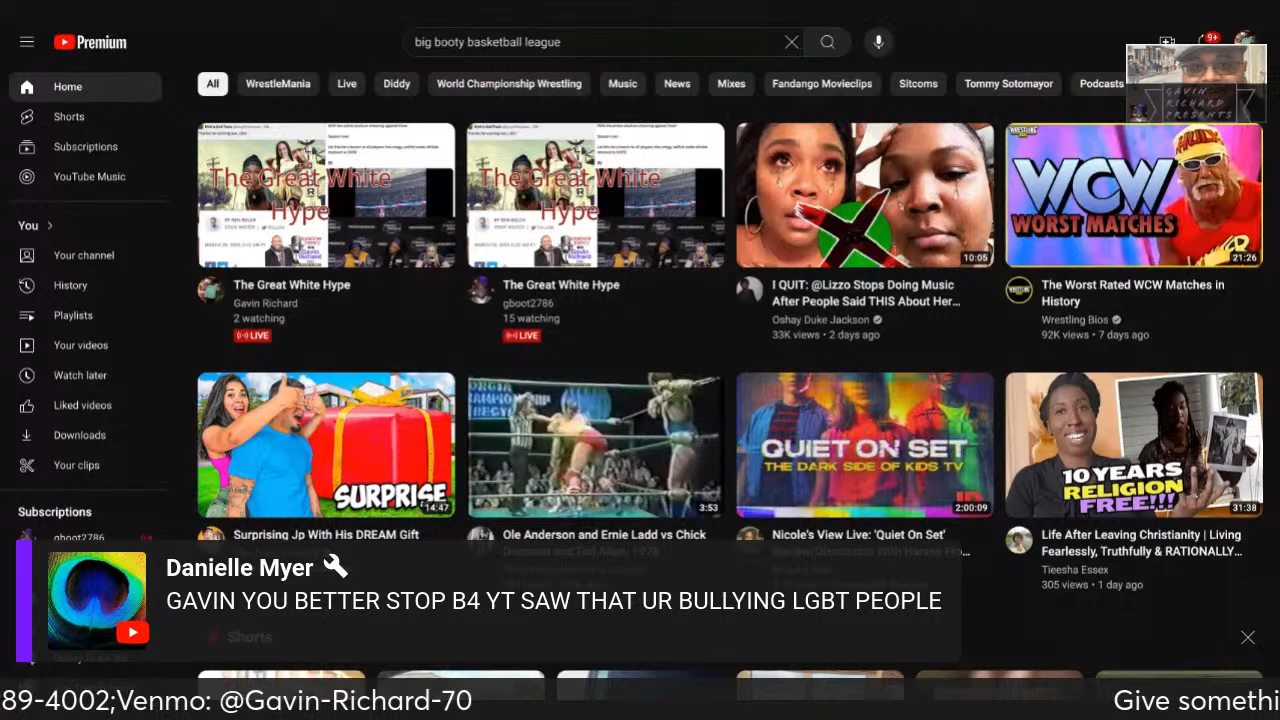 Premium
big booty basketball league
9+
Home
Shorts
Subscriptions
YouTube Music
You >
Your channel
History
Playlists
Your videos
Watch later
Liked videos
Downloads
Your clips
Subscriptions
gboot2786
All
WrestleMania
Live
Diddy
World Championship Wrestling
Music
News
Mixes
Fandango Movieclips
Sitcoms
Tommy Sotomayor
Podcasts
GAVIN
RICHARD
PRESENTS
The Great White
Hype
The Great White
Hype
10:05
WCW
WORST MATCHES
21:26
The Great White Hype
Gavin Richard
2 watching
LIVE
The Great White Hype
gboot2786
15 watching
LIVE
I QUIT: @Lizzo Stops Doing Music
After People Said THIS About Her...
Oshay Duke Jackson
33K views • 2 days ago
The Worst Rated WCW Matches in
History
Wrestling Bios
92K views • 7 days ago
SURPRISE
14:47
3:53
QUIET ON SET
THE DARK SIDE OF KIDS TV
2:00:09
10 YEARS
RELIGION
FREE!!!
31:38
Surprising Jp With His DREAM Gift
Ole Anderson and Ernie Ladd vs Chick
Nicole's View Live: 'Quiet On Set'
Life After Leaving Christianity | Living
Fearlessly, Truthfully & RATIONALLY...
Tieesha Essex
305 views • 1 day ago
Danielle Myer
GAVIN YOU BETTER STOP B4 YT SAW THAT UR BULLYING LGBT PEOPLE
Shorts
89-4002;Venmo: @Gavin-Richard-70
Give somethi